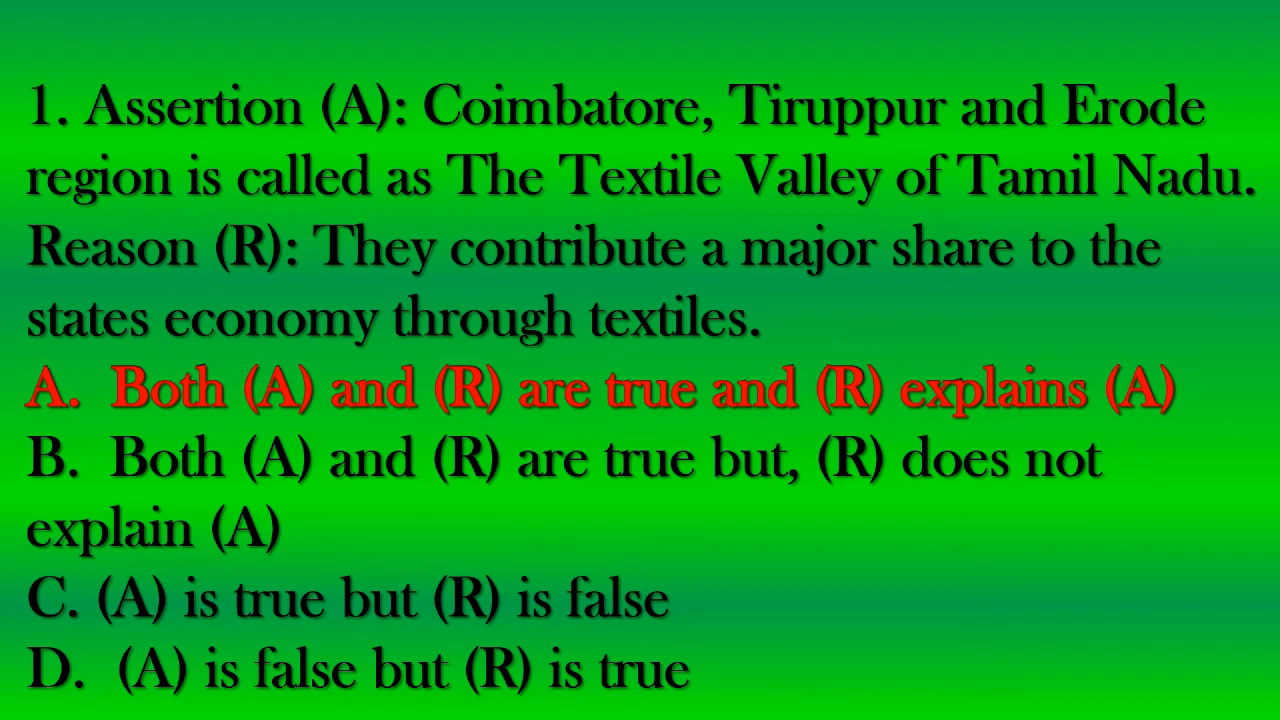 1. Assertion (A): Coimbatore, Tiruppur and Erode
region is called as The Textile Valley of Tamil Nadu.
Reason (R): They contribute a major share to the
states economy through textiles.
A. Both (A) and (R) are true and (R) explains (A)
B. Both (A) and (R) are true but, (R) does not
explain (A)
C. (A) is true but (R) is false
D. (A) is false but (R) is true